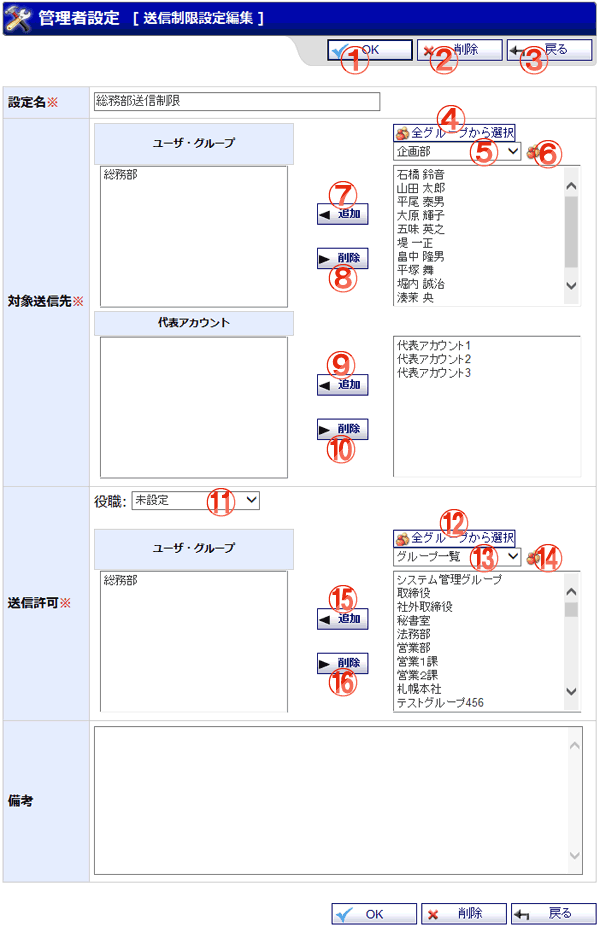 管理者設定 [ 送信制限設定編集 ]
① OK ② 削除 ③ 戻る
設定名※ 総務部送信制限
対象送信先※
ユーザ・グループ
総務部
⑦
追加
削除
⑧
④
全グループから選択
企画部 ⑤ ⑥
石橋 鈴音
山田 太郎
平尾 泰男
大原 輝子
五味 英之
堤 一正
畠中 隆男
平塚 舞
堀内 誠治
湊茉 央
代表アカウント
⑨
追加
削除
⑩
代表アカウント1
代表アカウント2
代表アカウント3
送信許可※
役職: 未設定 ⑪
ユーザ・グループ
総務部
⑮
追加
削除
⑯
⑫
全グループから選択
グループ一覧 ⑬ ⑭
システム管理グループ
取締役
社外取締役
秘書室
法務部
営業部
営業1課
営業2課
札幌本社
テストグループ456
備考
OK 削除 戻る